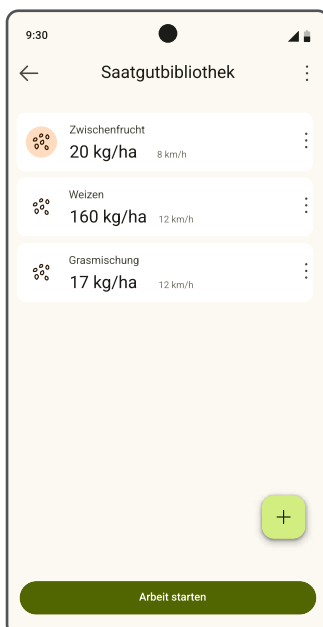 9:30
Saatgutbibliothek
Zwischenfrucht
20 kg/ha 8 km/h
Weizen
160 kg/ha 12 km/h
Grasmischung
17 kg/ha 12 km/h
Arbeit starten